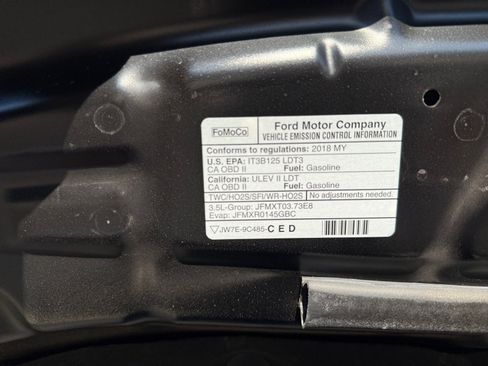 FoMoCo
Ford Motor Company
VEHICLE EMISSION CONTROL INFORMATION
Conforms to regulations: 2018 MY
U.S. EPA: IT3B125 LDT3
CA OBD II Fuel: Gasoline
California: ULEV II LDT
CA OBD II Fuel: Gasoline
TWC/HO2S/SFI/WR-HO2S No adjustments needed.
3.5L-Group: JFMXT03.73E8
Evap: JFMXR0145GBC
▽JW7E-9C485-CED